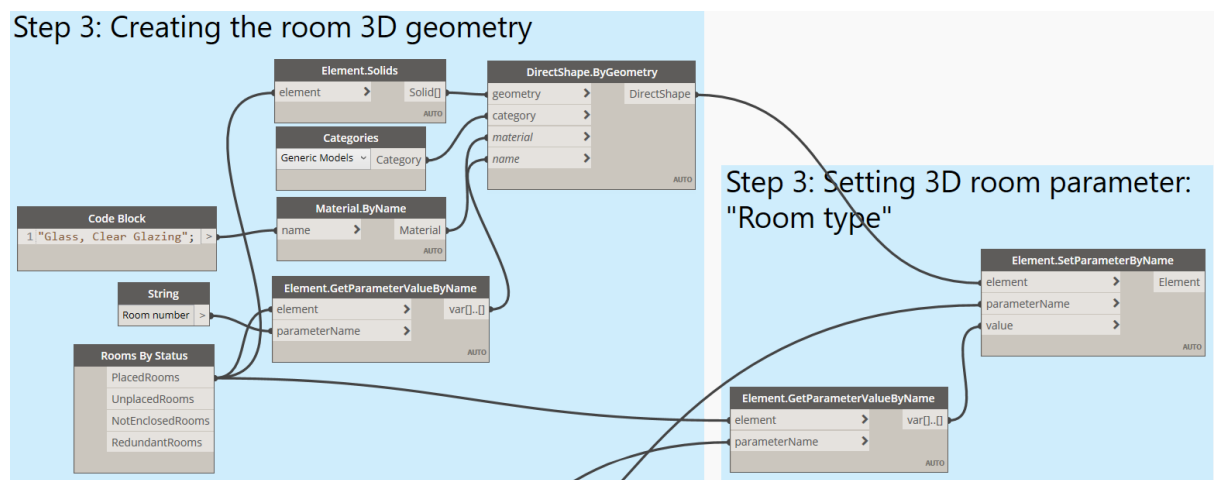 Step 3: Creating the room 3D geometry
Element.Solids
element > Solid[]
AUTO
DirectShape.ByGeometry
geometry > DirectShape
category >
material >
name >
AUTO
Categories
Generic Models Category
Material.ByName
name > Material
AUTO
Code Block
1 "Glass, Clear Glazing"; >
String
Room number >
Element.GetParameterValueByName
element > var[]..[]
parameterName >
AUTO
Rooms By Status
PlacedRooms
UnplacedRooms
NotEnclosedRooms
RedundantRooms
Step 3: Setting 3D room parameter:
"Room type"
Element.SetParameterByName
element > Element
parameterName >
value >
AUTO
Element.GetParameterValueByName
element > var[]..[]
parameterName >
AUTO